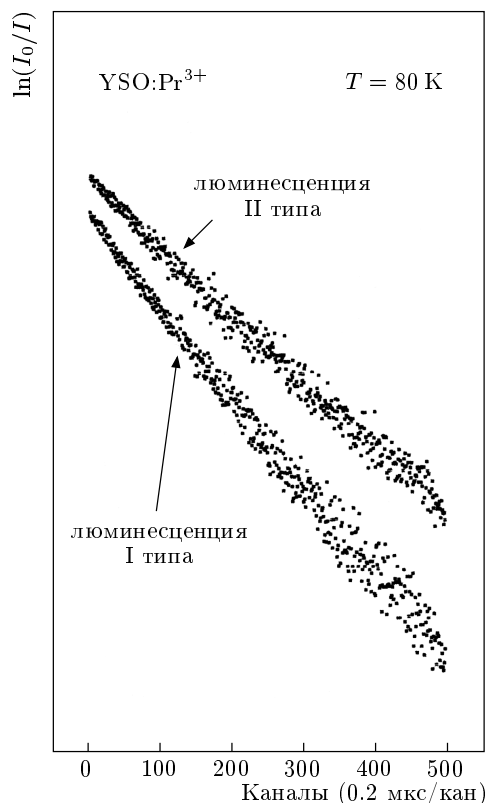 ln(I₀/I)
YSO:Pr³⁺
T = 80 K
люминесценция
II типа
люминесценция
I типа
0 100 200 300 400 500
Каналы (0.2 мкс/кан)